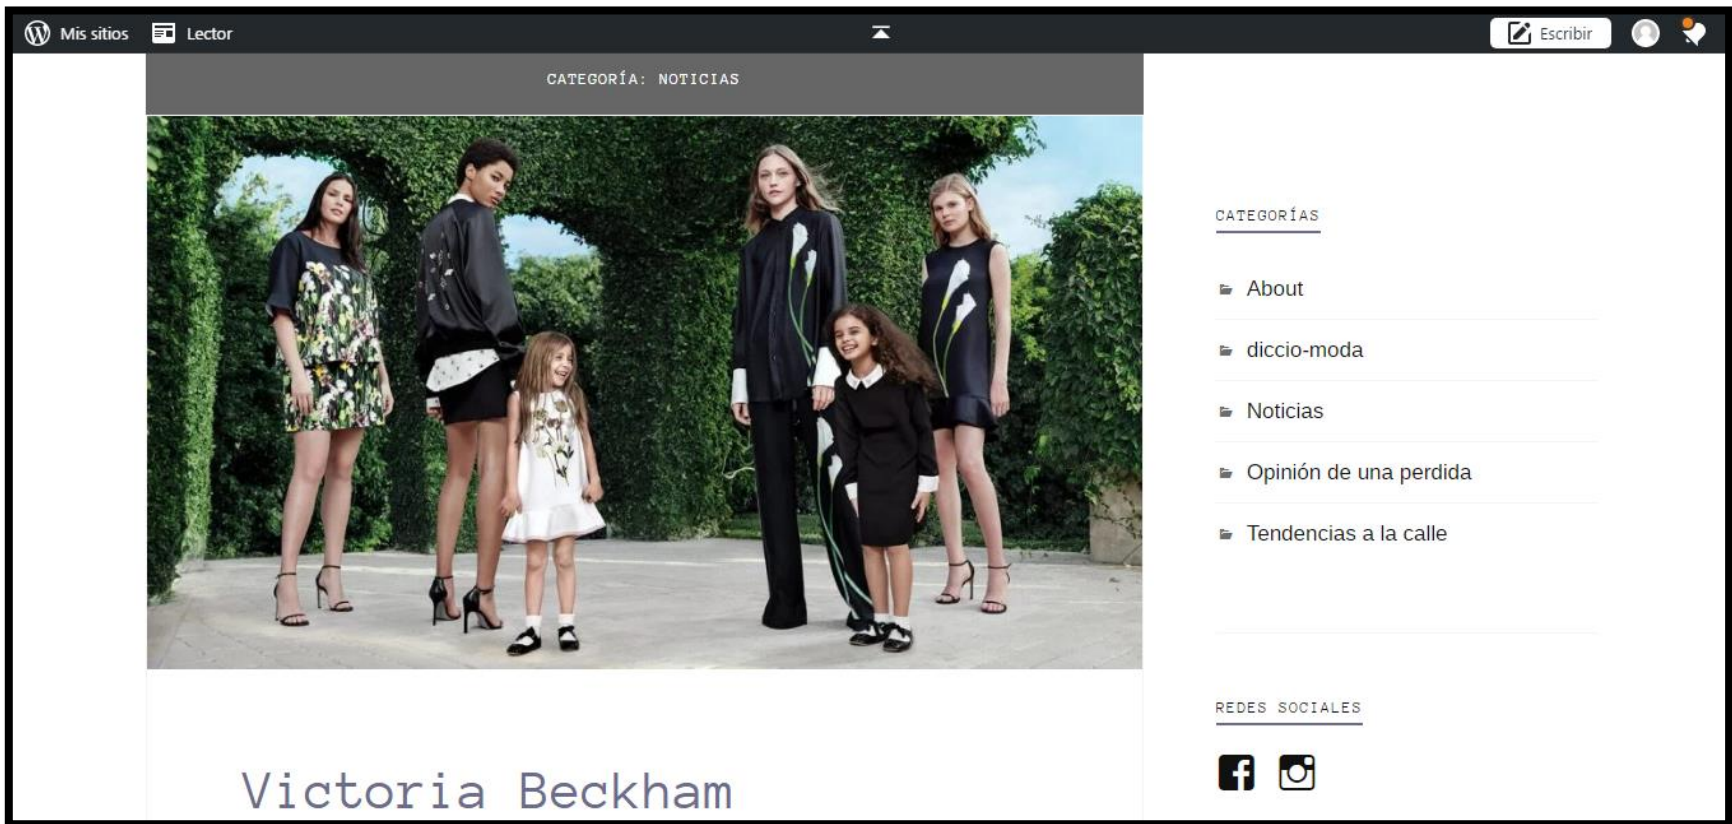 Mis sitios Lector Escribir
CATEGORÍA: NOTICIAS
CATEGORÍAS
About
diccio-moda
Noticias
Opinión de una perdida
Tendencias a la calle
REDES SOCIALES
Victoria Beckham